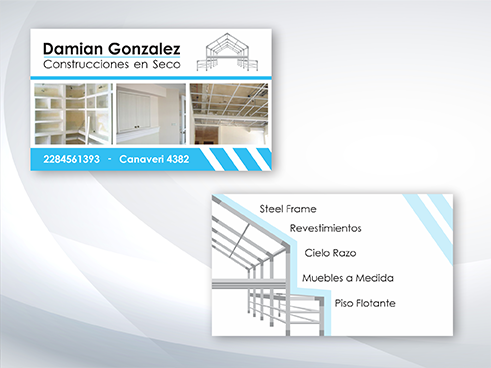 Damian Gonzalez
Construcciones en Seco
2284561393 - Canaveri 4382
Steel Frame
Revestimientos
Cielo Razo
Muebles a Medida
Piso Flotante